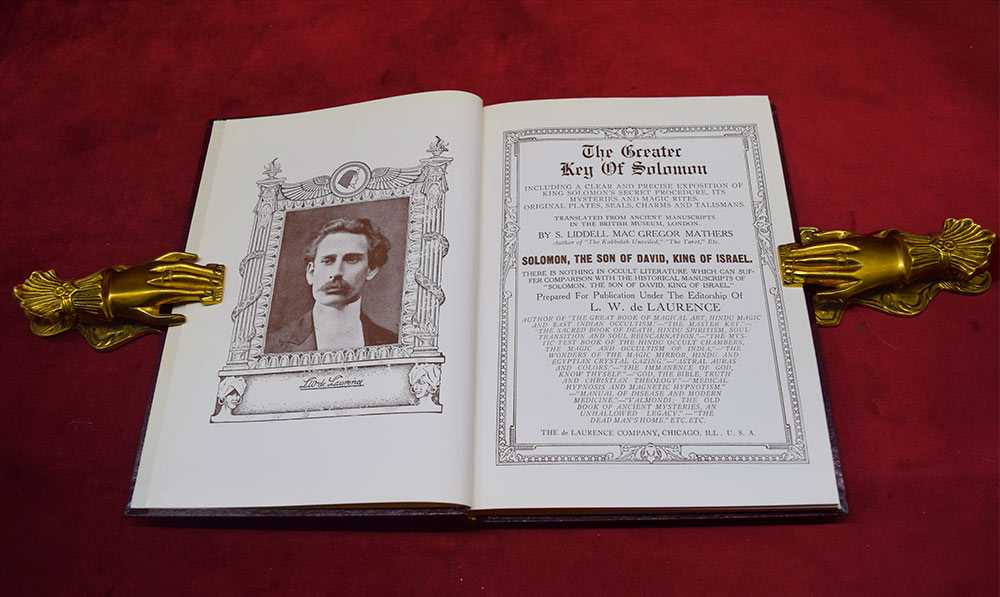 L.W. de Laurence
The Greater
Key Of Solomon
INCLUDING A CLEAR AND PRECISE EXPOSITION OF
KING SOLOMON'S SECRET PROCEDURE, ITS
MYSTERIES AND MAGIC RITES.
ORIGINAL PLATES, SEALS, CHARMS AND TALISMANS.
TRANSLATED FROM ANCIENT MANUSCRIPTS
IN THE BRITISH MUSEUM, LONDON.
BY S. LIDDELL MAC GREGOR MATHERS
Author of "The Kabbalah Unveiled," "The Tarot," Etc.
SOLOMON, THE SON OF DAVID, KING OF ISRAEL.
THERE IS NOTHING IN OCCULT LITERATURE WHICH CAN SUF-
FER COMPARISON WITH THE HISTORICAL MANUSCRIPTS OF
"SOLOMON, THE SON OF DAVID, KING OF ISRAEL."
Prepared For Publication Under The Editorship Of
L. W. de LAURENCE
AUTHOR OF "THE GREAT BOOK OF MAGICAL ART, HINDU MAGIC
AND EAST INDIAN OCCULTISM."—"THE MASTER KEY."—
"THE SACRED BOOK OF DEATH, HINDU SPIRITISM, SOUL
TRANSITION AND SOUL REINCARNATION."—"THE MYS-
TIC TEST BOOK OF THE HINDU OCCULT CHAMBERS,
THE MAGIC AND OCCULTISM OF INDIA."—"THE
WONDERS OF THE MAGIC MIRROR, HINDU AND
EGYPTIAN CRYSTAL GAZING."—"ASTRAL AURAS
AND COLORS."—"THE IMMANENCE OF GOD,
KNOW THYSELF."—"GOD, THE BIBLE, TRUTH
AND CHRISTIAN THEOLOGY."—"MEDICAL
HYPNOSIS AND MAGNETIC HYPNOTISM."
—"MANUAL OF DISEASE AND MODERN
MEDICINE."—"VALMONDI; THE OLD
BOOK OF ANCIENT MYSTERIES, AN
UNHALLOWED LEGACY."—"THE
DEAD MAN'S HOME." ETC. ETC.
THE de LAURENCE COMPANY, CHICAGO, ILL., U. S. A.